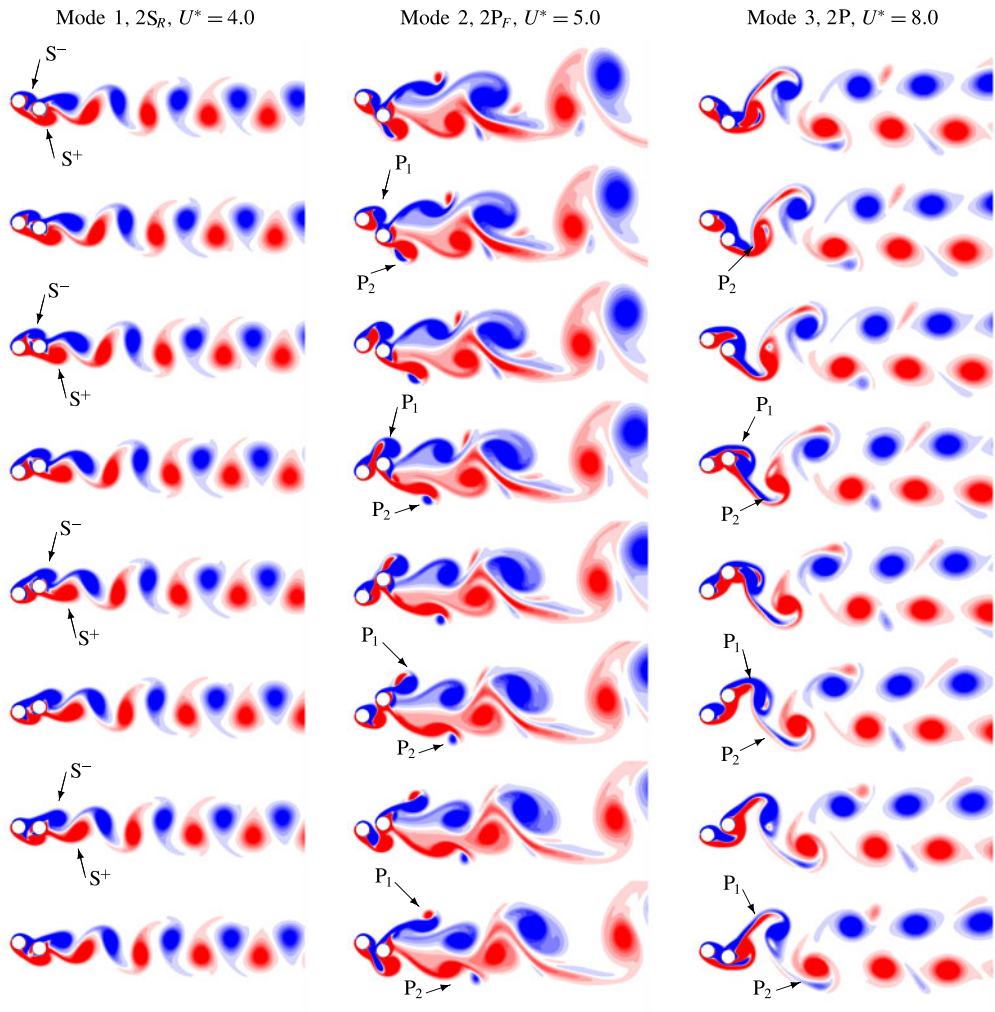 Mode 1, 2S_R, U* = 4.0
Mode 2, 2P_F, U* = 5.0
Mode 3, 2P, U* = 8.0
S⁻
S⁺
P₁
P₂
P₂
S⁻
S⁺
P₁
P₁
P₂
P₂
S⁻
S⁺
P₁
P₁
P₂
P₂
S⁻
S⁺
P₁
P₁
P₂
P₂